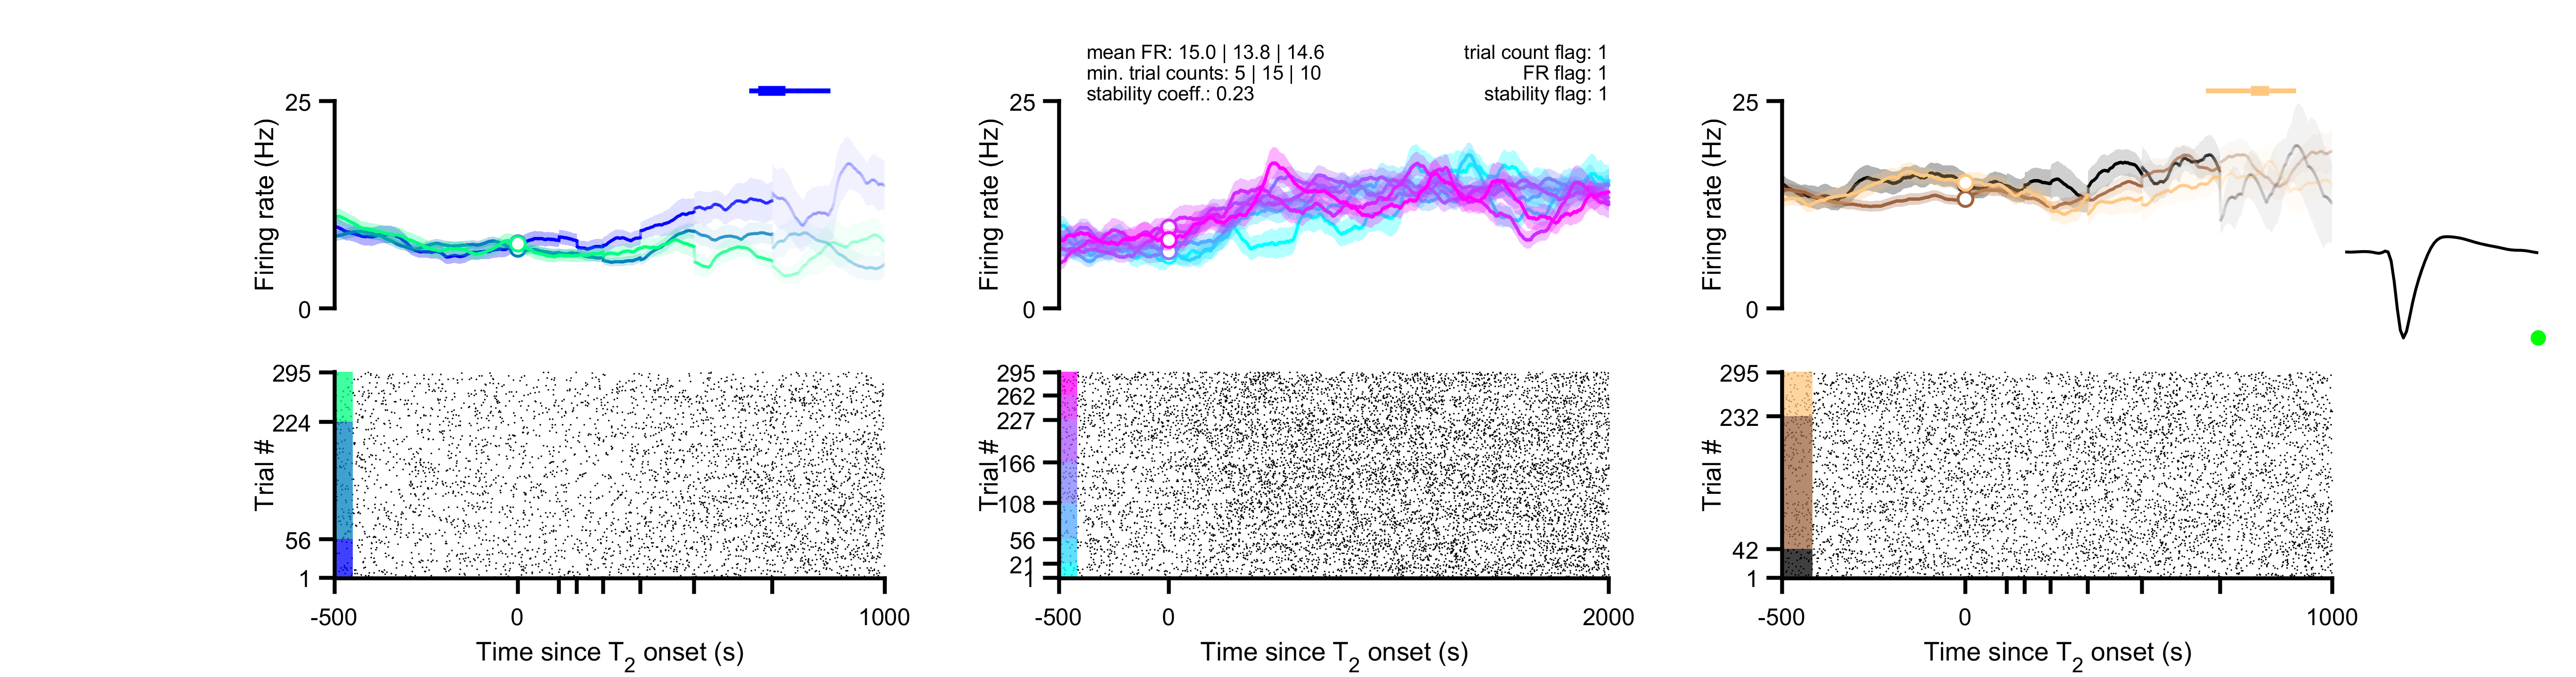 mean FR: 15.0 | 13.8 | 14.6
min. trial counts: 5 | 15 | 10
stability coeff.: 0.23
trial count flag: 1
FR flag: 1
stability flag: 1
25
Firing rate (Hz)
0
25
Firing rate (Hz)
0
25
Firing rate (Hz)
0
295
224
Trial #
56
1
-500
0
1000
Time since T2 onset (s)
295
262
227
166
Trial #
108
56
21
1
-500
0
2000
Time since T2 onset (s)
295
232
Trial #
42
1
-500
0
1000
Time since T2 onset (s)